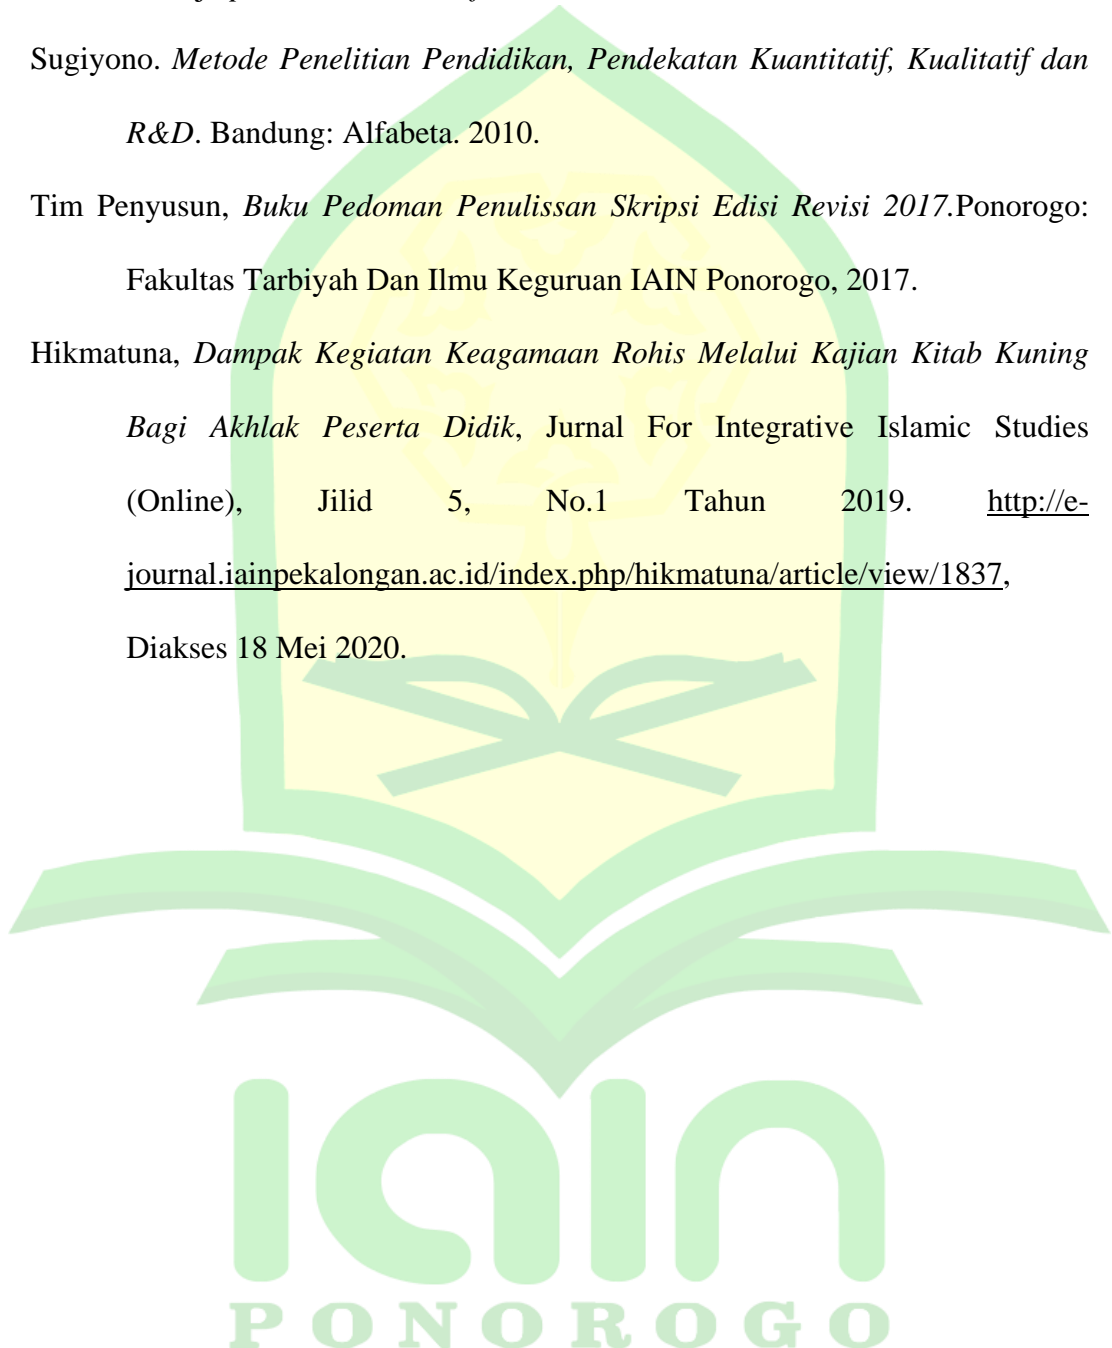 Sugiyono. Metode Penelitian Pendidikan, Pendekatan Kuantitatif, Kualitatif dan
R&D. Bandung: Alfabeta. 2010.
Tim Penyusun, Buku Pedoman Penulissan Skripsi Edisi Revisi 2017.Ponorogo:
Fakultas Tarbiyah Dan Ilmu Keguruan IAIN Ponorogo, 2017.
Hikmatuna, Dampak Kegiatan Keagamaan Rohis Melalui Kajian Kitab Kuning
Bagi Akhlak Peserta Didik, Jurnal For Integrative Islamic Studies
(Online), Jilid 5, No.1 Tahun 2019. http://e-
journal.iainpekalongan.ac.id/index.php/hikmatuna/article/view/1837,
Diakses 18 Mei 2020.
iain
PONOROGO